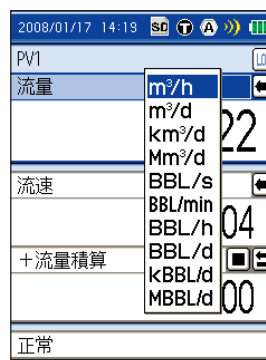 2008/01/17 14:19 SD T A
PV1
流量
m³/h
m³/d
km³/d
Mm³/d
BBL/s
BBL/min
BBL/h
BBL/d
kBBL/d
MBBL/d
22
流速
04
+流量積算
00
正常